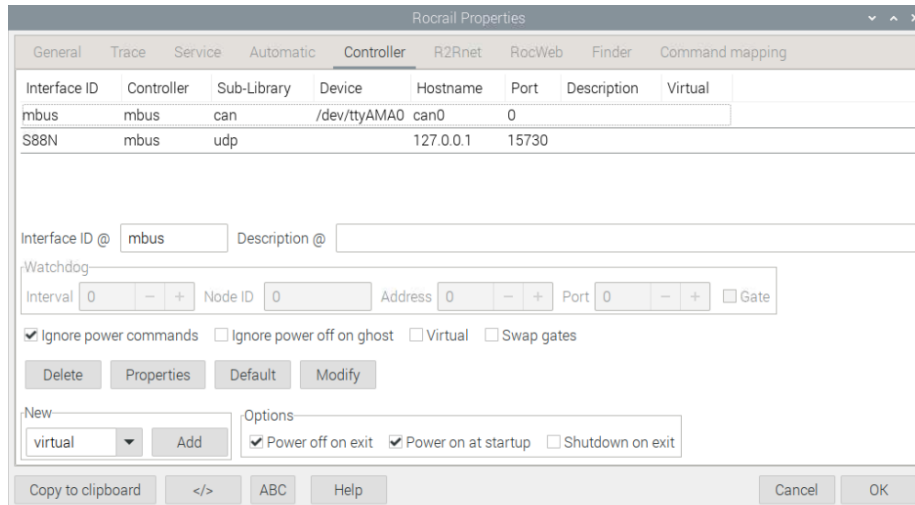 Rocrail Properties
General Trace Service Automatic Controller R2Rnet RocWeb Finder Command mapping
Interface ID Controller Sub-Library Device Hostname Port Description Virtual
mbus mbus can /dev/ttyAMA0 can0 0
S88N mbus udp 127.0.0.1 15730
Interface ID @ mbus Description @
Watchdog
Interval 0 − + Node ID 0 Address 0 − + Port 0 − + Gate
Ignore power commands Ignore power off on ghost Virtual Swap gates
Delete Properties Default Modify
New Options
virtual Add Power off on exit Power on at startup Shutdown on exit
Copy to clipboard </> ABC Help Cancel OK